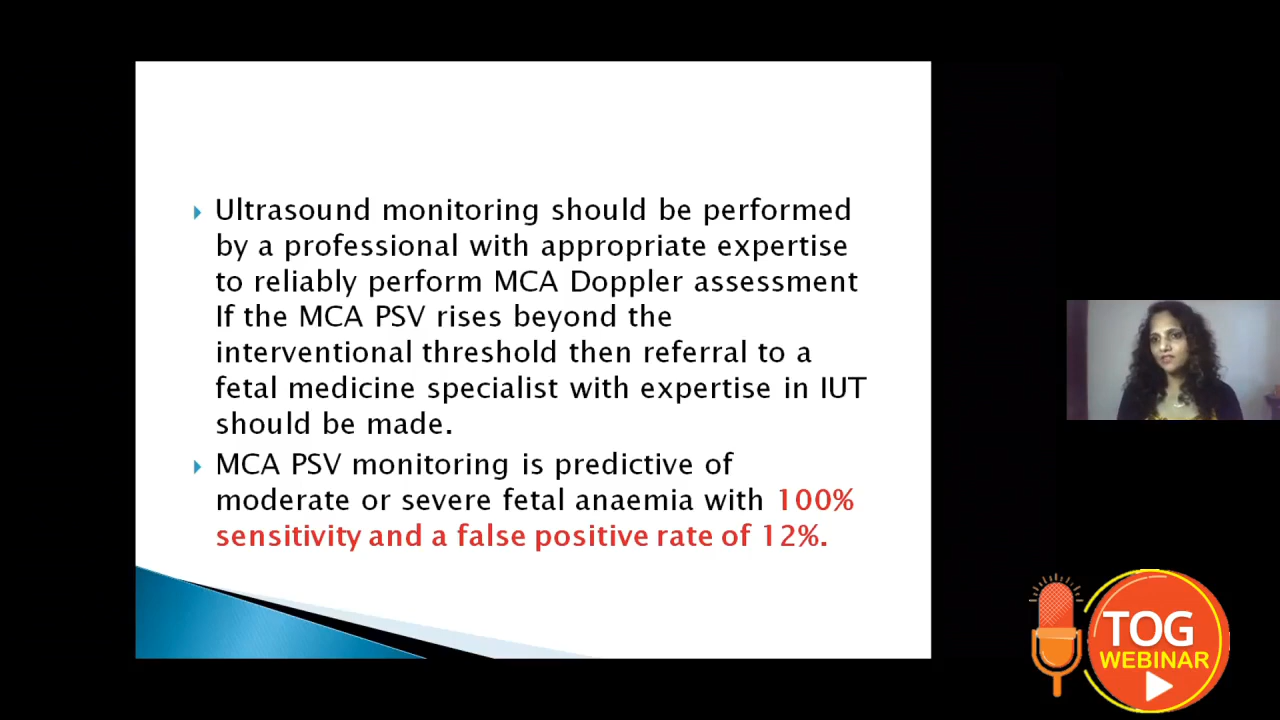 Ultrasound monitoring should be performed
by a professional with appropriate expertise
to reliably perform MCA Doppler assessment
If the MCA PSV rises beyond the
interventional threshold then referral to a
fetal medicine specialist with expertise in IUT
should be made.
MCA PSV monitoring is predictive of
moderate or severe fetal anaemia with 100%
sensitivity and a false positive rate of 12%.
TOG
WEBINAR